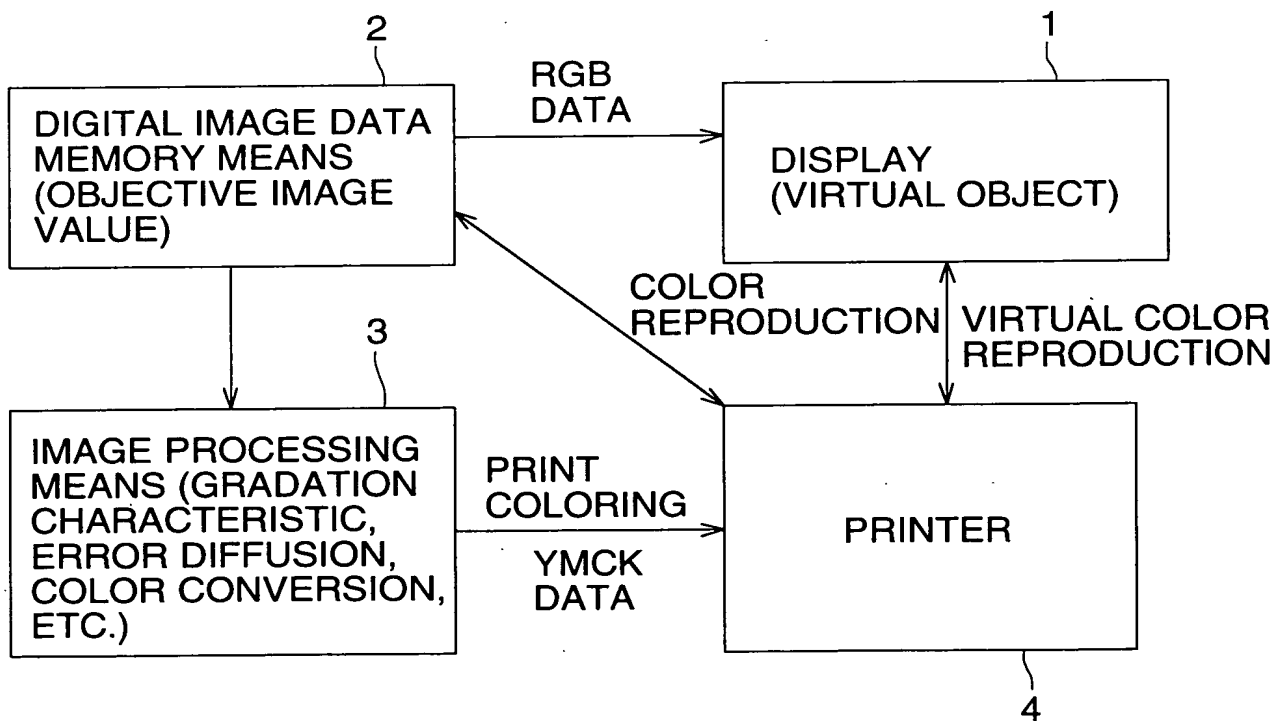 2
1
RGB
DATA
DIGITAL IMAGE DATA
MEMORY MEANS
(OBJECTIVE IMAGE
VALUE)
DISPLAY
(VIRTUAL OBJECT)
COLOR
REPRODUCTION
VIRTUAL COLOR
REPRODUCTION
3
IMAGE PROCESSING
MEANS (GRADATION
CHARACTERISTIC,
ERROR DIFFUSION,
COLOR CONVERSION,
ETC.)
PRINT
COLORING
YMCK
DATA
PRINTER
4